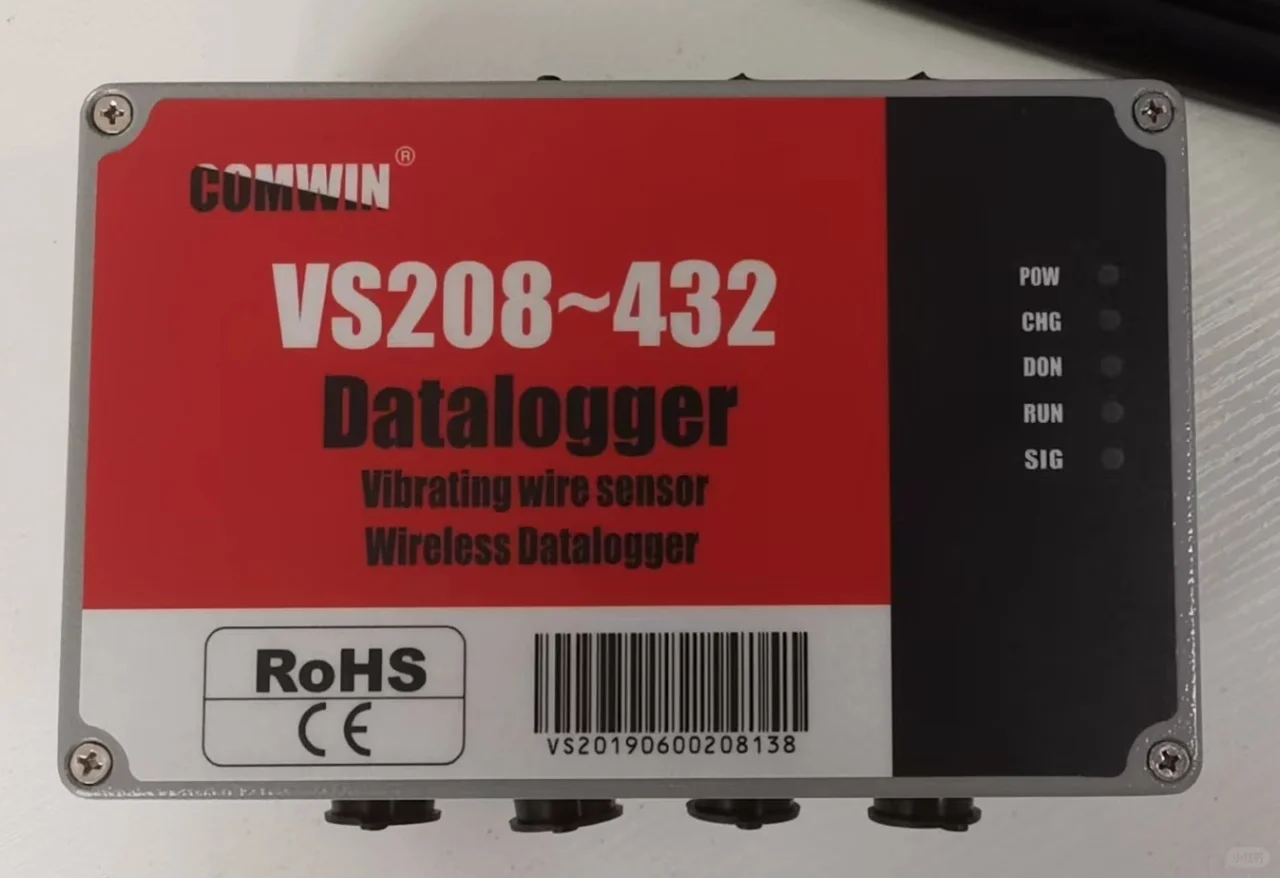 COMWIN®
VS208~432
Datalogger
Vibrating wire sensor
Wireless Datalogger
POW
CHG
DON
RUN
SIG
RoHS
CE
VS20190600208138